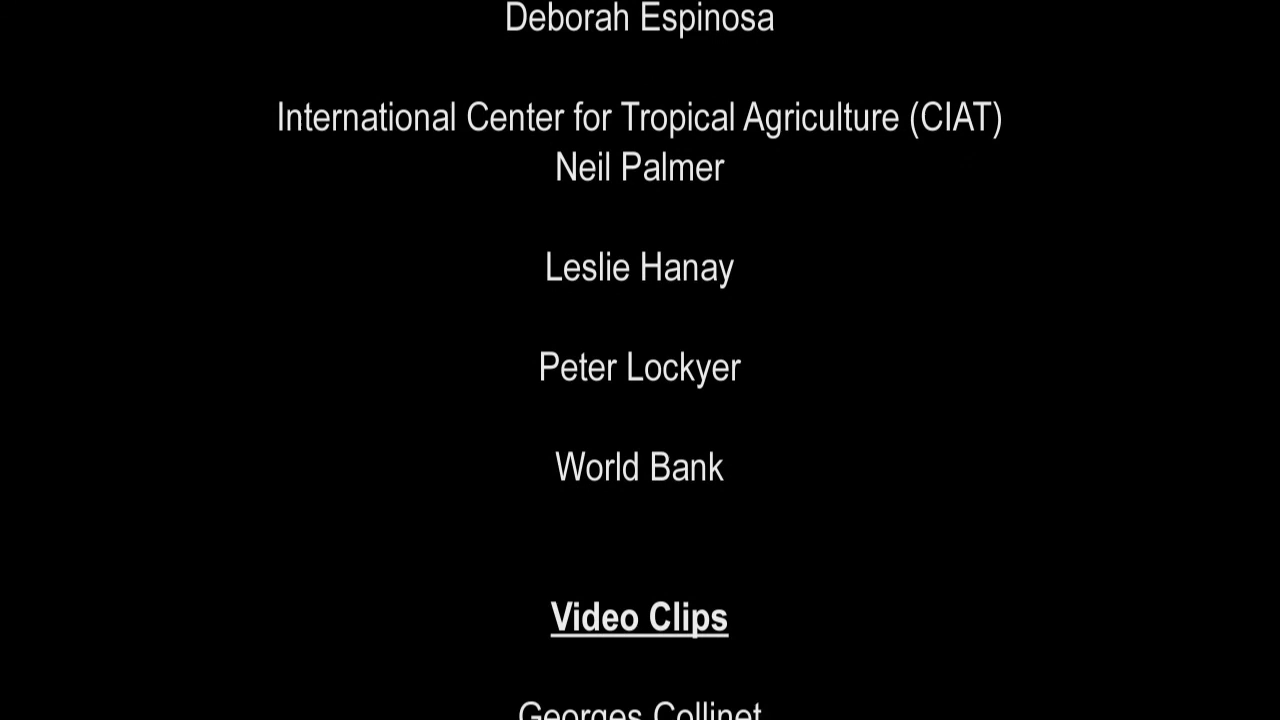 Deborah Espinosa
International Center for Tropical Agriculture (CIAT)
Neil Palmer
Leslie Hanay
Peter Lockyer
World Bank
Video Clips
Georges Collinet